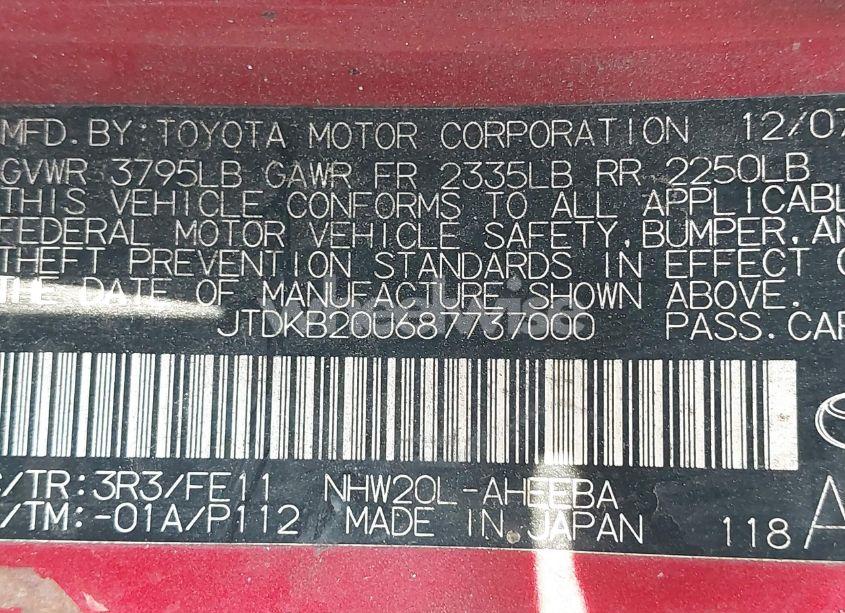 MFD. BY: TOYOTA MOTOR CORPORATION 12/07
GVWR 3795LB GAWR FR 2335LB RR 2250LB
THIS VEHICLE CONFORMS TO ALL APPLICABL
FEDERAL MOTOR VEHICLE SAFETY, BUMPER, AN
THEFT PREVENTION STANDARDS IN EFFECT O
THE DATE OF MANUFACTURE SHOWN ABOVE.
JTDKB20U687737000 PASS. CAR
C/TR: 3R3/FE11 NHW20L-AHEEBA
/TM: -01A/P112 MADE IN JAPAN 118 A